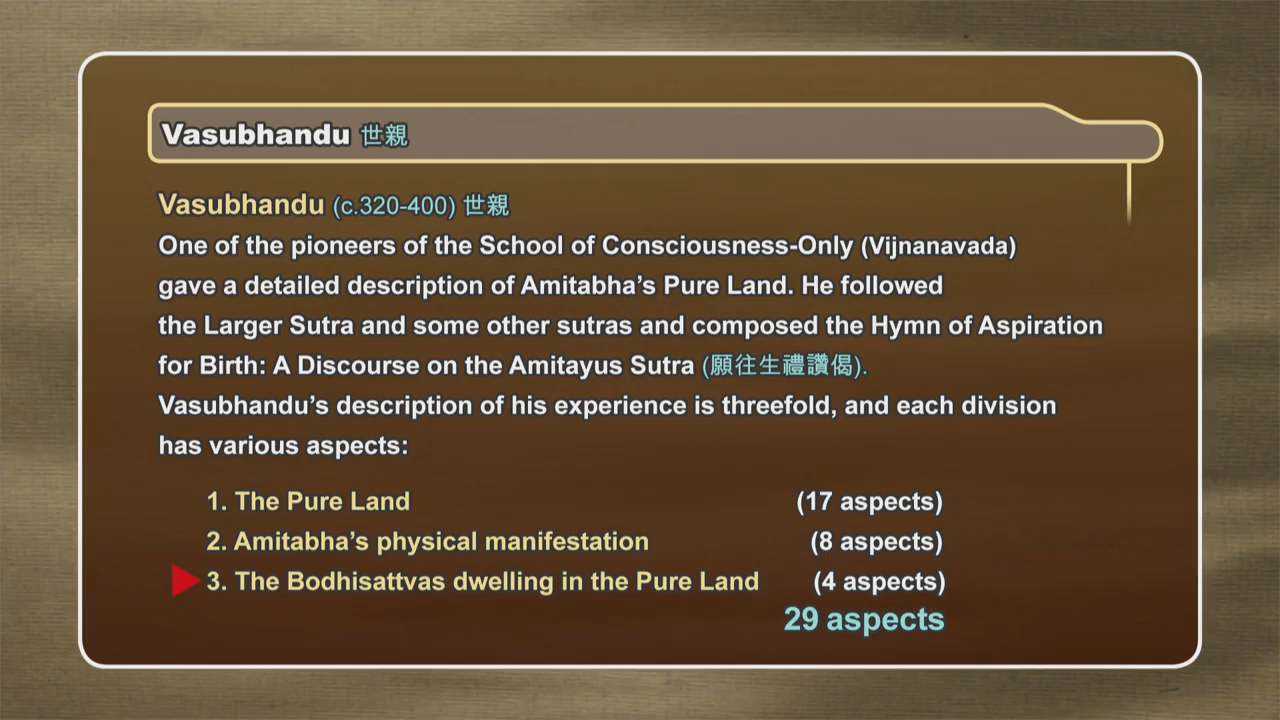 Vasubhandu 世親
Vasubhandu (c.320-400) 世親
One of the pioneers of the School of Consciousness-Only (Vijnanavada)
gave a detailed description of Amitabha's Pure Land. He followed
the Larger Sutra and some other sutras and composed the Hymn of Aspiration
for Birth: A Discourse on the Amitayus Sutra (願往生禮讚偈).
Vasubhandu's description of his experience is threefold, and each division
has various aspects:
1. The Pure Land (17 aspects)
2. Amitabha's physical manifestation (8 aspects)
3. The Bodhisattvas dwelling in the Pure Land (4 aspects)
29 aspects